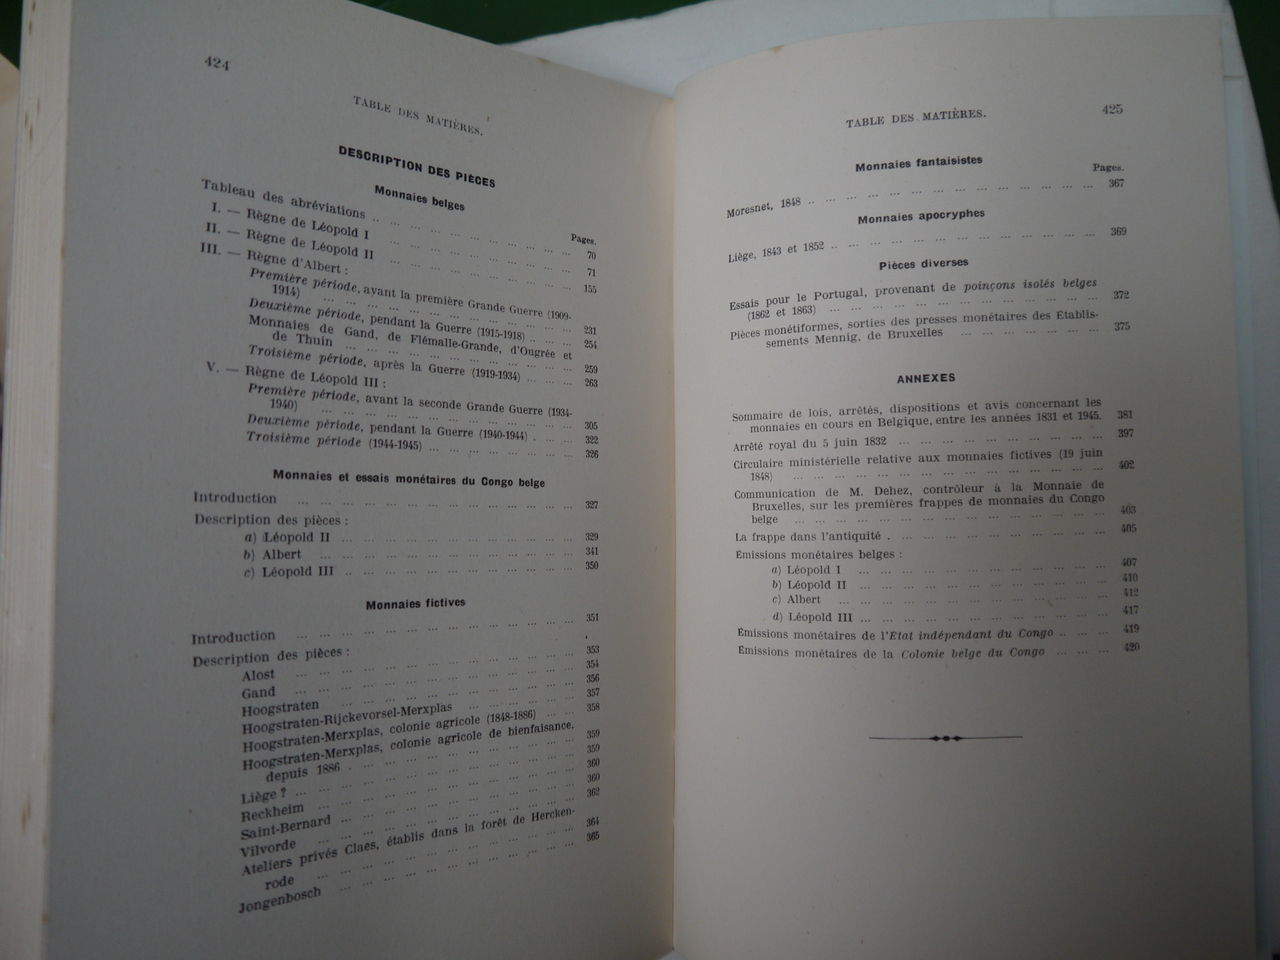 424
TABLE DES MATIÈRES.
DESCRIPTION DES PIÈCES
Monnaies belges
Pages.
Tableau des abréviations .. ... ... ... ... ... ... ... 70
I. — Règne de Léopold I ... ... ... ... ... ... ... ... 71
II. — Règne de Léopold II ... ... ... ... ... ... ... ... 155
III. — Règne d'Albert :
Première période, avant la première Grande Guerre (1909-
1914) ... ... ... ... ... ... ... ... ... 231
Deuxième période, pendant la Guerre (1915-1918) .. ... ... 254
Monnaies de Gand, de Flémalle-Grande, d'Ougrée et
de Thuin ... ... ... ... ... ... ... ... ... 259
Troisième période, après la Guerre (1919-1934) ... ... ... 263
V. — Règne de Léopold III :
Première période, avant la seconde Grande Guerre (1934-
1940) ... ... ... ... ... ... ... ... ... 305
Deuxième période, pendant la Guerre (1940-1944) . ... ... 322
Troisième période (1944-1945) ... ... ... ... ... ... 326
Monnaies et essais monétaires du Congo belge
Introduction ... ... ... ... ... ... ... ... ... ... 327
Description des pièces :
a) Léopold II ... ... ... ... ... ... ... ... ... 329
b) Albert ... ... ... ... ... ... ... ... ... ... 341
c) Léopold III .. ... ... ... ... ... ... ... ... 350
Monnaies fictives
Introduction ... ... ... ... ... ... ... ... ... ... 351
Description des pièces :
Alost ... ... ... ... ... ... ... ... ... ... 353
Gand ... ... ... ... ... ... ... ... ... ... 354
Hoogstraten ... ... ... ... ... ... ... ... ... 356
Hoogstraten-Rijckevorsel-Merxplas ... ... ... ... ... 357
Hoogstraten-Merxplas, colonie agricole (1848-1886) ... ... 358
Hoogstraten-Merxplas, colonie agricole de bienfaisance,
depuis 1886 . ... ... ... ... ... ... ... ... 359
Liège ? ... ... ... ... ... ... ... ... ... ... 359
Reckheim ... ... ... ... ... ... ... ... ... 360
Saint-Bernard ... ... ... ... ... ... ... ... ... 360
Vilvorde ... ... ... ... ... ... ... ... ... 362
Ateliers privés Claes, établis dans la forêt de Hercken-
rode ... ... ... ... ... ... ... ... ... 364
Jongenbosch ... ... ... ... ... ... ... ... ... 365
TABLE DES MATIÈRES. 425
Monnaies fantaisistes
Pages.
Moresnet, 1848 .. ... ... ... ... ... ... ... ... ... ... 367
Monnaies apocryphes
Liège, 1843 et 1852 .. ... ... ... ... ... ... ... ... ... 369
Pièces diverses
Essais pour le Portugal, provenant de poinçons isolés belges
(1862 et 1863) ... ... ... ... ... ... ... ... ... 372
Pièces monétiformes, sorties des presses monétaires des Établis-
sements Mennig, de Bruxelles ... ... ... ... ... ... 375
ANNEXES
Sommaire de lois, arrêtés, dispositions et avis concernant les
monnaies en cours en Belgique, entre les années 1831 et 1945. 381
Arrêté royal du 5 juin 1832 ... ... ... ... ... ... ... ... 397
Circulaire ministérielle relative aux monnaies fictives (19 juin
1848) ... ... ... ... ... ... ... ... ... ... ... 402
Communication de M. Dehez, contrôleur à la Monnaie de
Bruxelles, sur les premières frappes de monnaies du Congo
belge ... ... ... ... ... ... ... ... ... ... ... 403
La frappe dans l'antiquité . ... ... ... ... ... ... ... ... 405
Émissions monétaires belges :
a) Léopold I ... ... ... ... ... ... ... ... ... 407
b) Léopold II ... ... ... ... ... ... ... ... ... 410
c) Albert ... ... ... ... ... ... ... ... ... ... 412
d) Léopold III ... ... ... ... ... ... ... ... ... 417
Émissions monétaires de l'État indépendant du Congo .. ... ... 419
Émissions monétaires de la Colonie belge du Congo ... ... ... 420